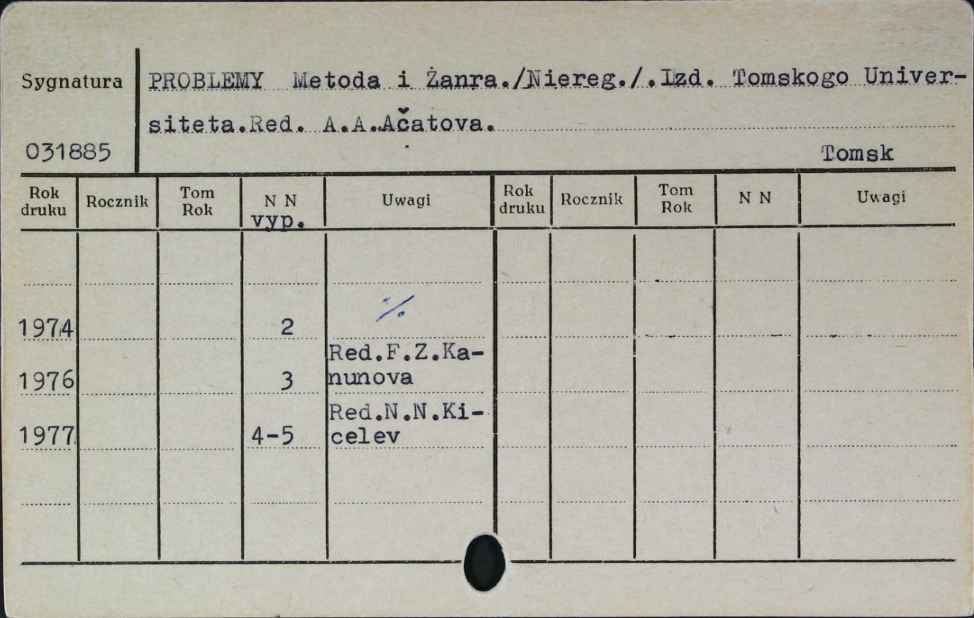 Sygnatura PROBLEMY Metoda i Žanra./Niereg./.Izd. Tomskogo Univer-
siteta.Red. A.A.Ačatova.
031885 Tomsk
Rok druku Rocznik Tom Rok N N vyp. Uwagi Rok druku Rocznik Tom Rok N N Uwagi
1974 2 ·/.
Red.F.Z.Ka-
1976 3 nunova
Red.N.N.Ki-
1977 4-5 celev